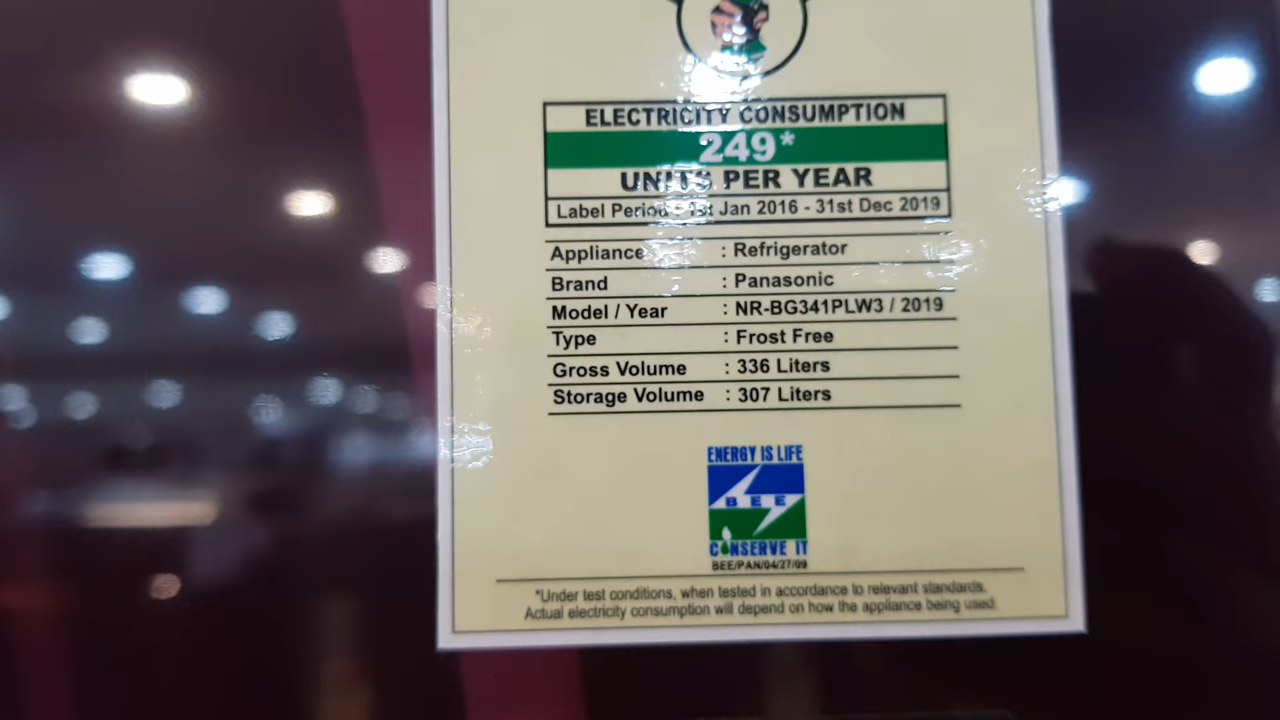 ELECTRICITY CONSUMPTION
249*
UNITS PER YEAR
Label Period : 1st Jan 2016 - 31st Dec 2019
Appliance : Refrigerator
Brand : Panasonic
Model / Year : NR-BG341PLW3 / 2019
Type : Frost Free
Gross Volume : 336 Liters
Storage Volume : 307 Liters
ENERGY IS LIFE
BEE
CONSERVE IT
BEE/PAN/04/27/09
*Under test conditions, when tested in accordance to relevant standards.
Actual electricity consumption will depend on how the appliance being used.